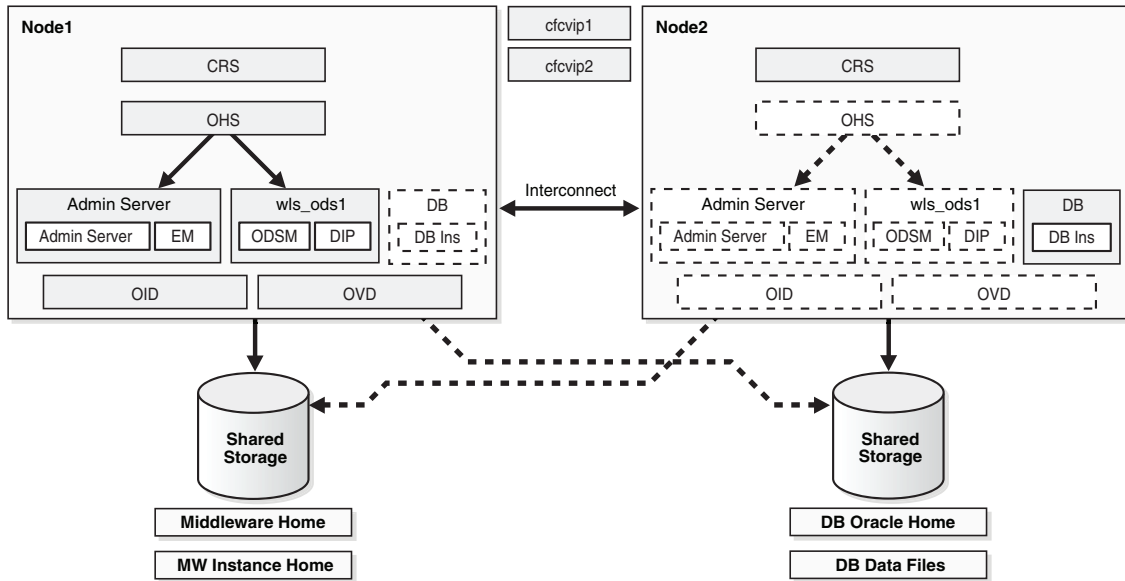 Node1
CRS
OHS
Admin Server
Admin Server
EM
wls_ods1
ODSM
DIP
DB
DB Ins
OID
OVD
cfcvip1
cfcvip2
Interconnect
Node2
CRS
OHS
Admin Server
Admin Server
EM
wls_ods1
ODSM
DIP
DB
DB Ins
OID
OVD
Shared
Storage
Middleware Home
MW Instance Home
Shared
Storage
DB Oracle Home
DB Data Files